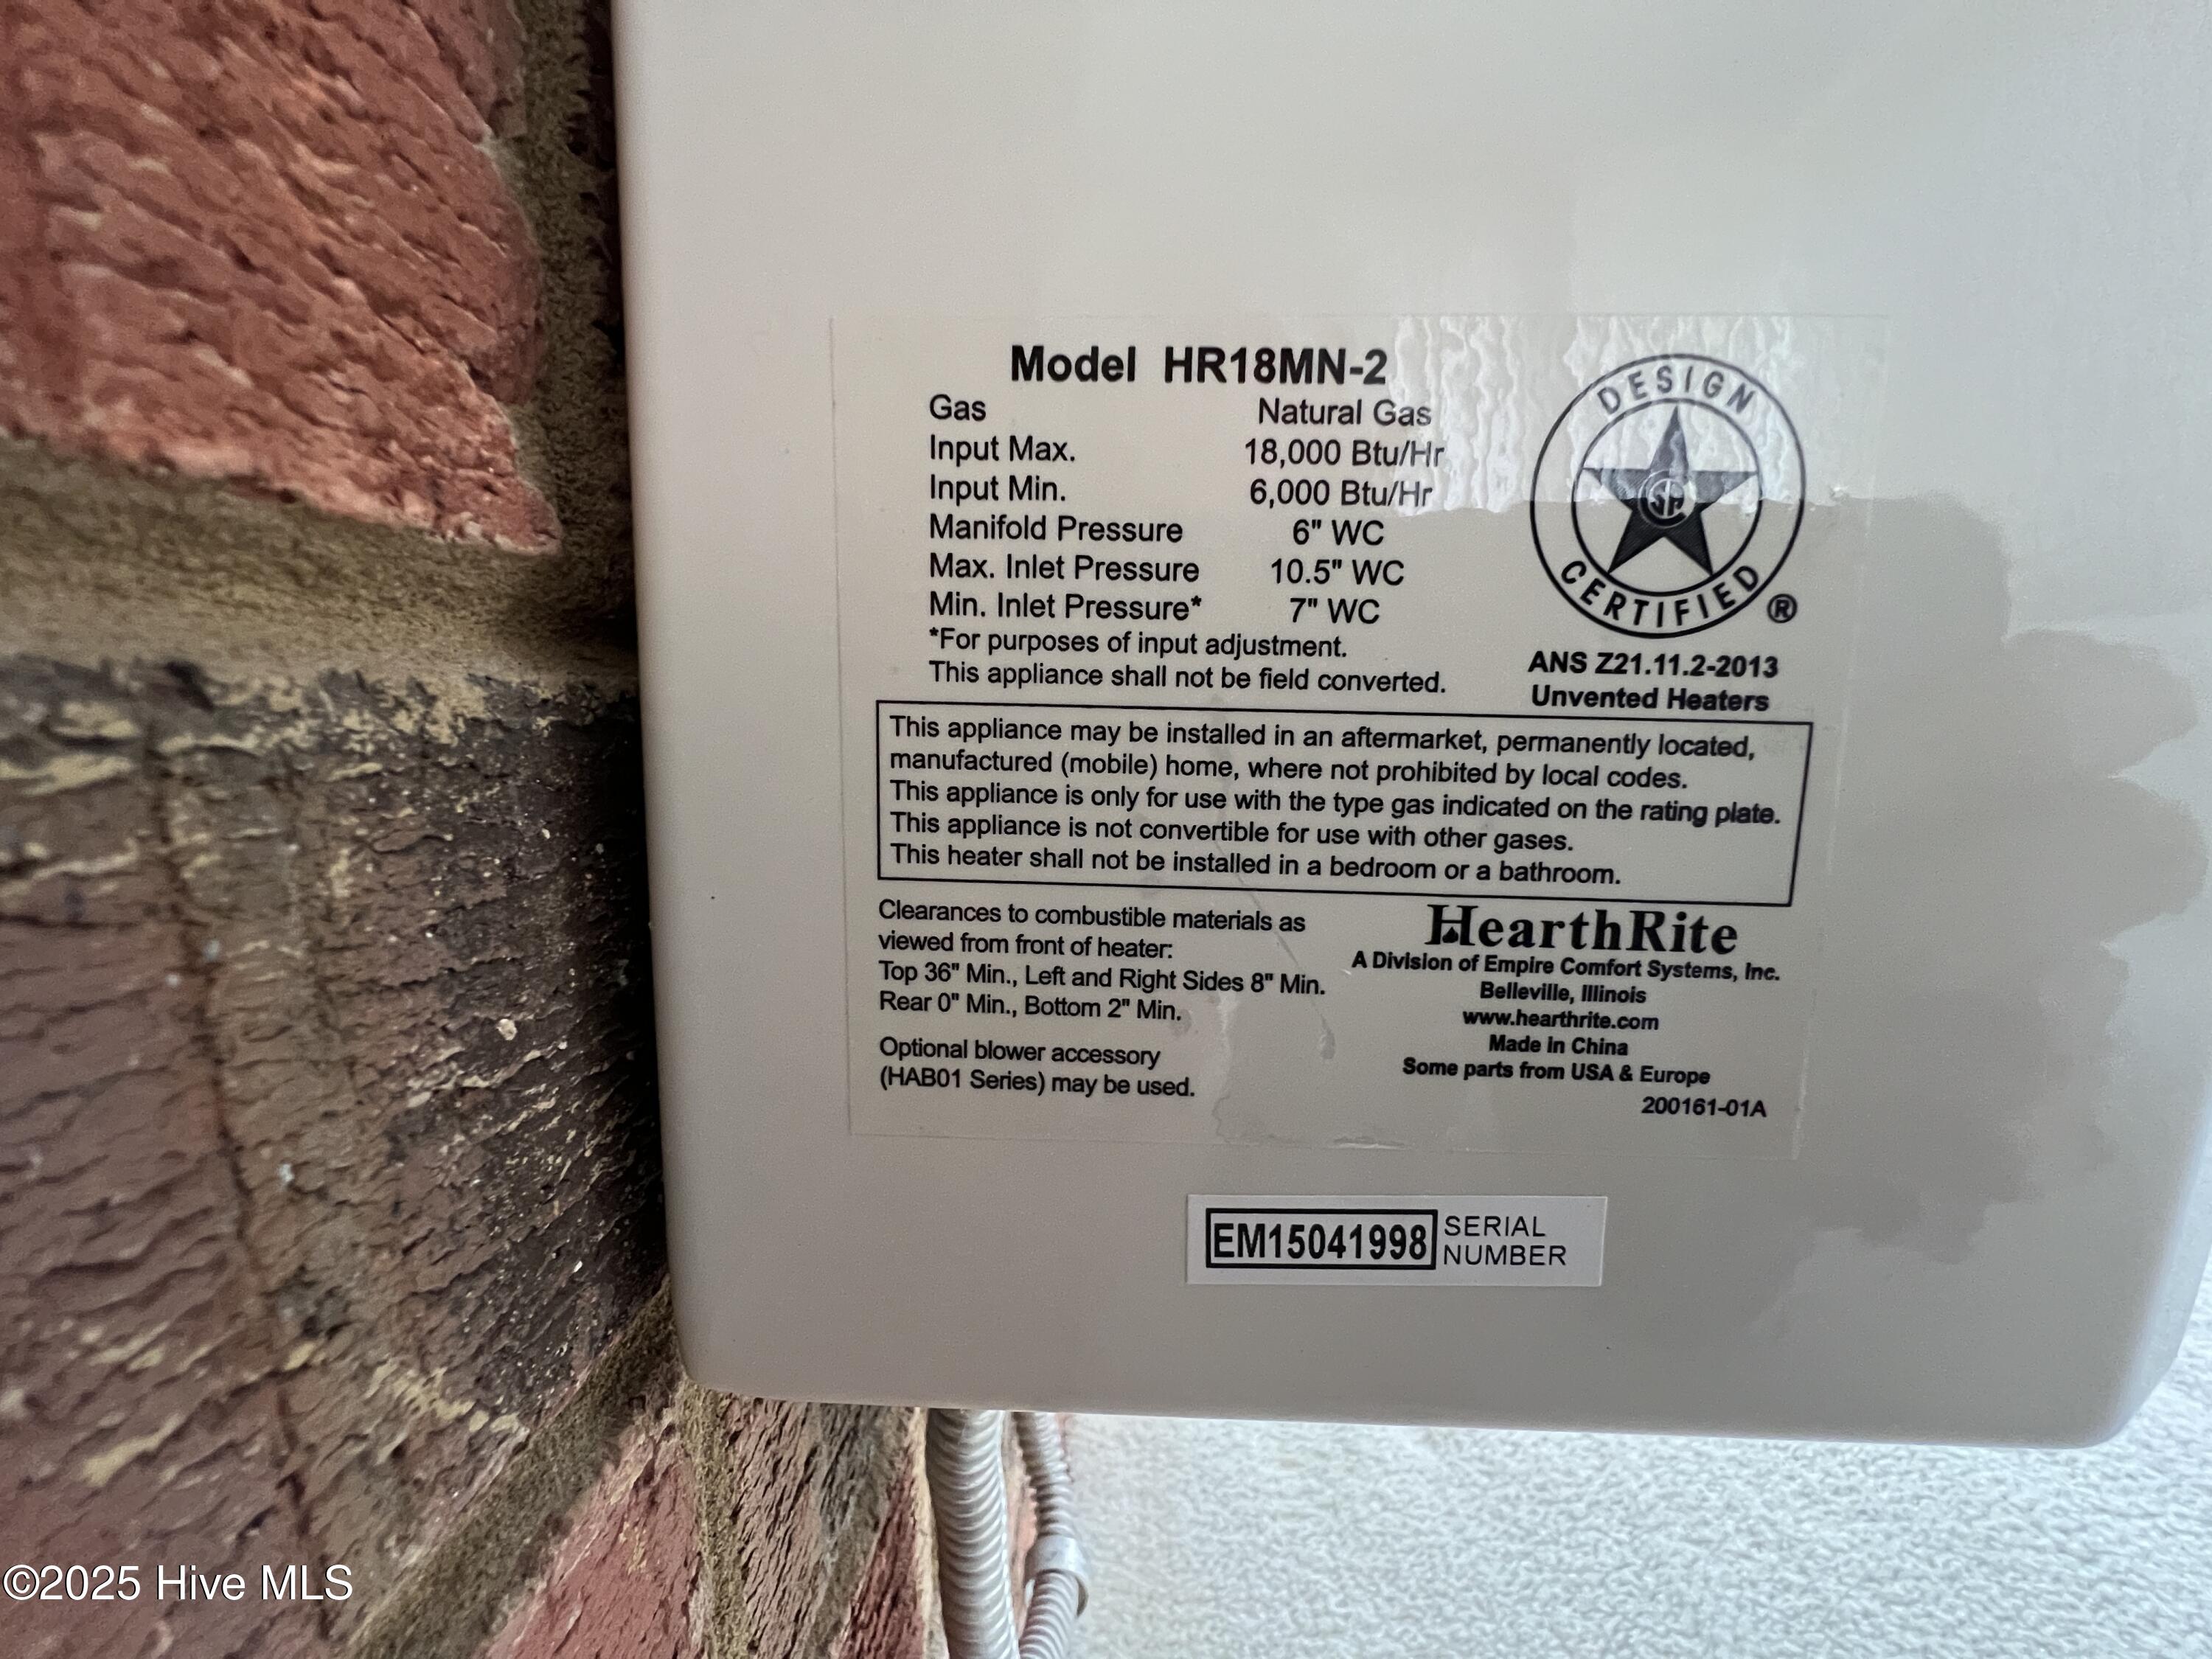 Model HR18MN-2
Gas Natural Gas
Input Max. 18,000 Btu/Hr
Input Min. 6,000 Btu/Hr
Manifold Pressure 6" WC
Max. Inlet Pressure 10.5" WC
Min. Inlet Pressure* 7" WC
*For purposes of input adjustment.
This appliance shall not be field converted.
DESIGN
CERTIFIED
®
ANS Z21.11.2-2013
Unvented Heaters
This appliance may be installed in an aftermarket, permanently located,
manufactured (mobile) home, where not prohibited by local codes.
This appliance is only for use with the type gas indicated on the rating plate.
This appliance is not convertible for use with other gases.
This heater shall not be installed in a bedroom or a bathroom.
Clearances to combustible materials as
viewed from front of heater:
Top 36" Min., Left and Right Sides 8" Min.
Rear 0" Min., Bottom 2" Min.
Optional blower accessory
(HAB01 Series) may be used.
HearthRite
A Division of Empire Comfort Systems, Inc.
Belleville, Illinois
www.hearthrite.com
Made in China
Some parts from USA & Europe
200161-01A
EM15041998 SERIAL
NUMBER
©2025 Hive MLS